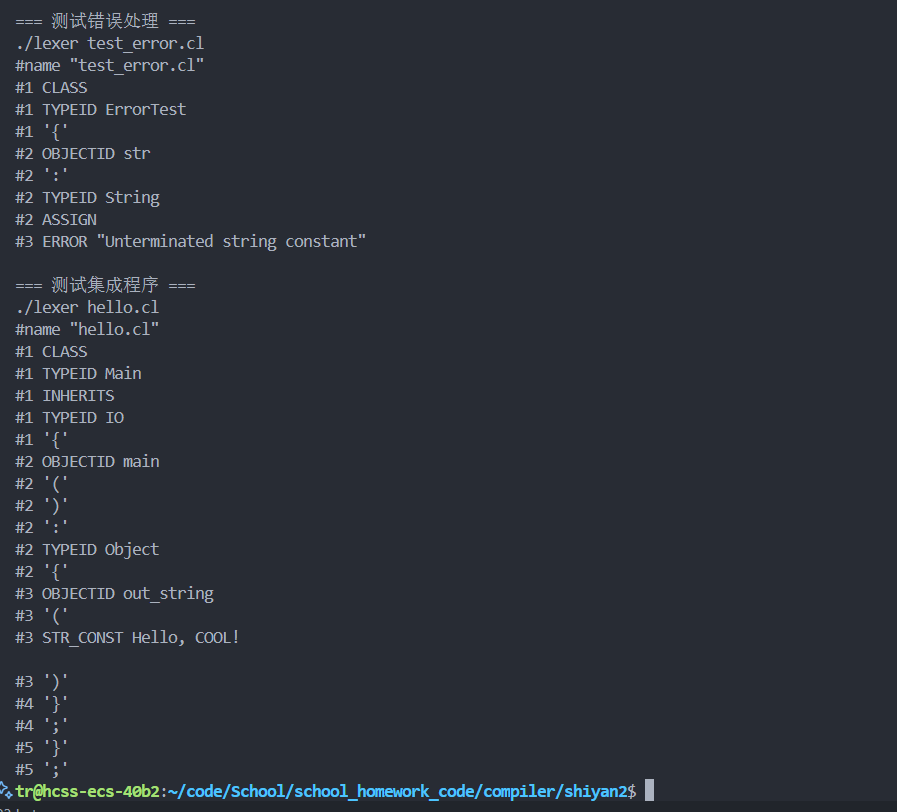 === 测试错误处理 ===
./lexer test_error.cl
#name "test_error.cl"
#1 CLASS
#1 TYPEID ErrorTest
#1 '{'
#2 OBJECTID str
#2 ':'
#2 TYPEID String
#2 ASSIGN
#3 ERROR "Unterminated string constant"
=== 测试集成程序 ===
./lexer hello.cl
#name "hello.cl"
#1 CLASS
#1 TYPEID Main
#1 INHERITS
#1 TYPEID IO
#1 '{'
#2 OBJECTID main
#2 '('
#2 ')'
#2 ':'
#2 TYPEID Object
#2 '{'
#3 OBJECTID out_string
#3 '('
#3 STR_CONST Hello, COOL!
#3 ')'
#4 '}'
#4 ';'
#5 '}'
#5 ';'
tr@hcss-ecs-40b2:~/code/School/school_homework_code/compiler/shiyan2$